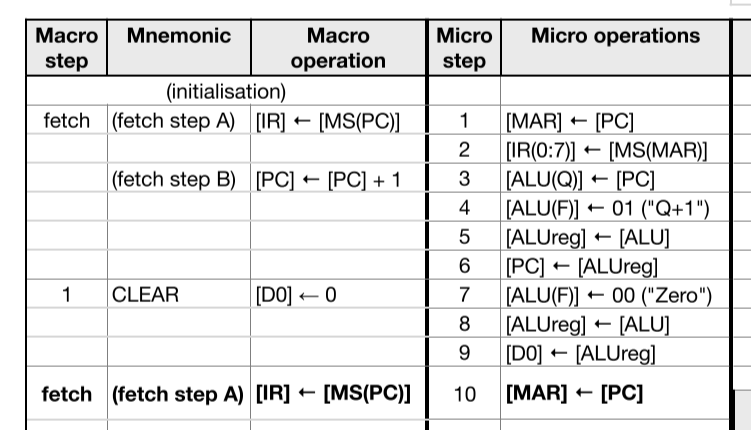 Macro step Mnemonic Macro operation Micro step Micro operations
(initialisation)
fetch (fetch step A) [IR] ← [MS(PC)] 1 [MAR] ← [PC]
2 [IR(0:7)] ← [MS(MAR)]
(fetch step B) [PC] ← [PC] + 1 3 [ALU(Q)] ← [PC]
4 [ALU(F)] ← 01 ("Q+1")
5 [ALUreg] ← [ALU]
6 [PC] ← [ALUreg]
1 CLEAR [D0] ← 0 7 [ALU(F)] ← 00 ("Zero")
8 [ALUreg] ← [ALU]
9 [D0] ← [ALUreg]
fetch (fetch step A) [IR] ← [MS(PC)] 10 [MAR] ← [PC]